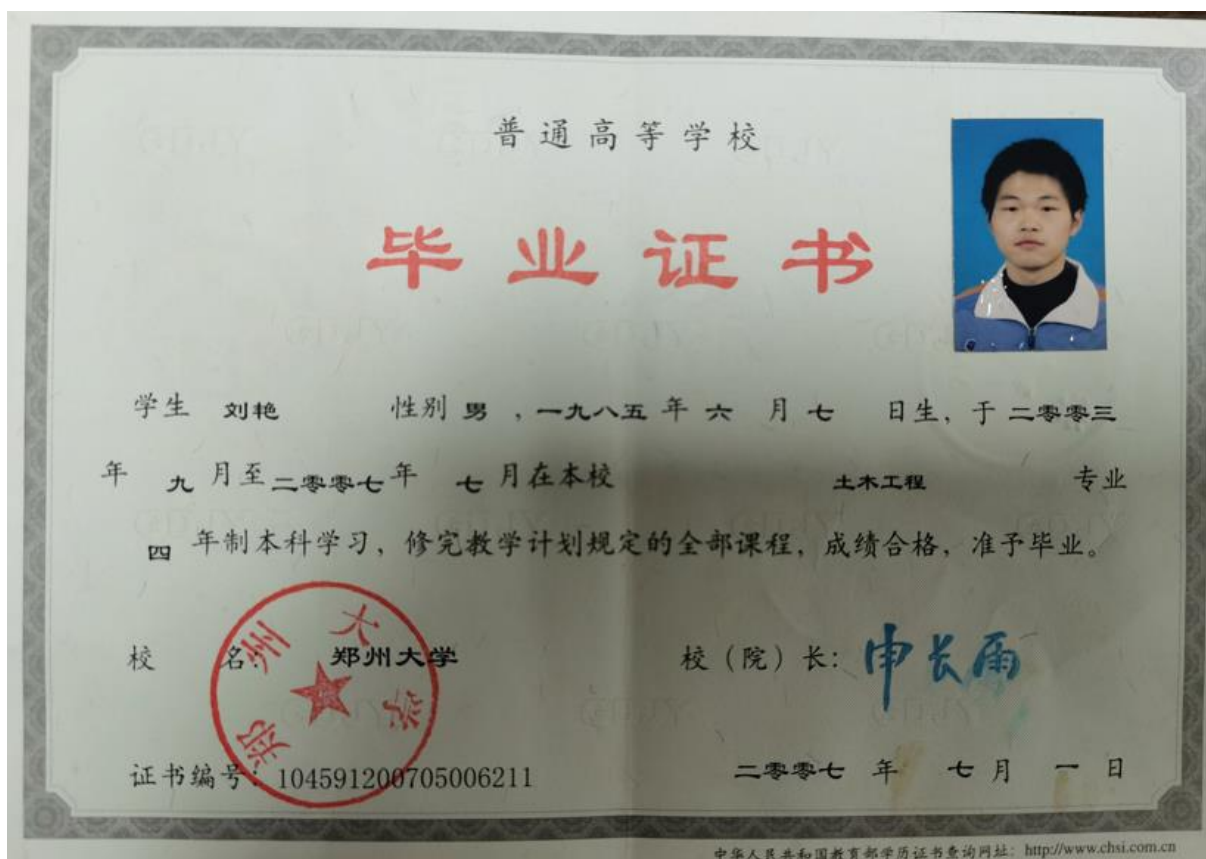 普通高等学校
毕业证书
学生 刘艳 性别 男 ,一九八五 年 六 月 七 日生,于 二零零三
年 九 月至二零零七年 七 月在本校 土木工程 专业
四 年制本科学习,修完教学计划规定的全部课程,成绩合格,准予毕业。
校 名: 郑州大学 校(院)长: 申长雨
郑州大学
证书编号:104591200705006211 二零零七 年 七 月 一 日
中华人民共和国教育部学历证书查询网址:http://www.chsi.com.cn